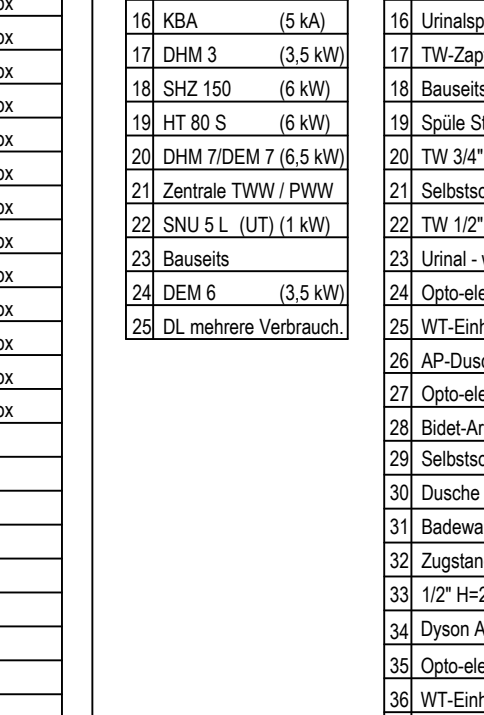 16 KBA (5 kA)
17 DHM 3 (3,5 kW)
18 SHZ 150 (6 kW)
19 HT 80 S (6 kW)
20 DHM 7/DEM 7 (6,5 kW)
21 Zentrale TWW / PWW
22 SNU 5 L (UT) (1 kW)
23 Bauseits
24 DEM 6 (3,5 kW)
25 DL mehrere Verbrauch.
16 Urinalsp
17 TW-Zap
18 Bauseits
19 Spüle St
20 TW 3/4"
21 Selbstsc
22 TW 1/2"
23 Urinal -
24 Opto-ele
25 WT-Einh
26 AP-Dusc
27 Opto-ele
28 Bidet-Ar
29 Selbstsc
30 Dusche
31 Badewa
32 Zugstan
33 1/2" H=2
34 Dyson A
35 Opto-ele
36 WT-Einh